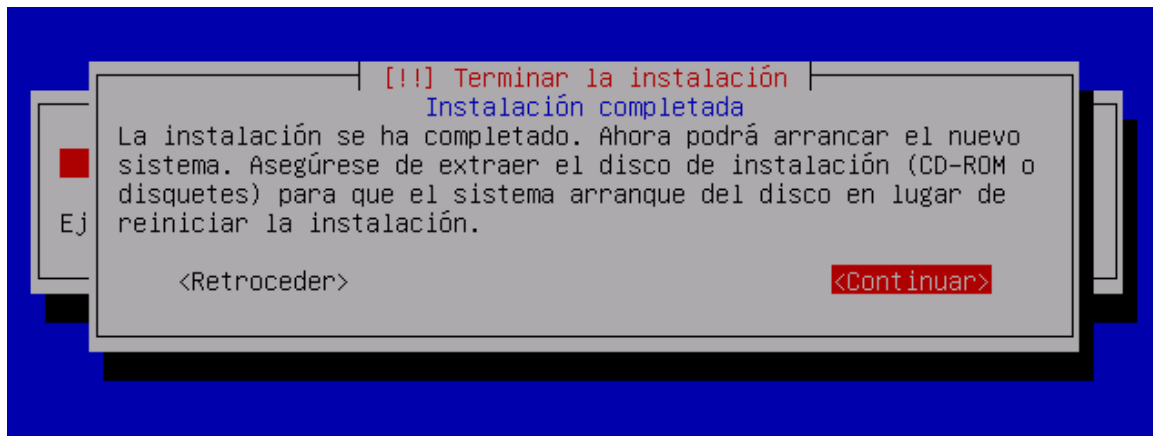 [!!] Terminar la instalación
Instalación completada
La instalación se ha completado. Ahora podrá arrancar el nuevo
sistema. Asegúrese de extraer el disco de instalación (CD-ROM o
disquetes) para que el sistema arranque del disco en lugar de
Ej
reiniciar la instalación.
<Retroceder> <Continuar>